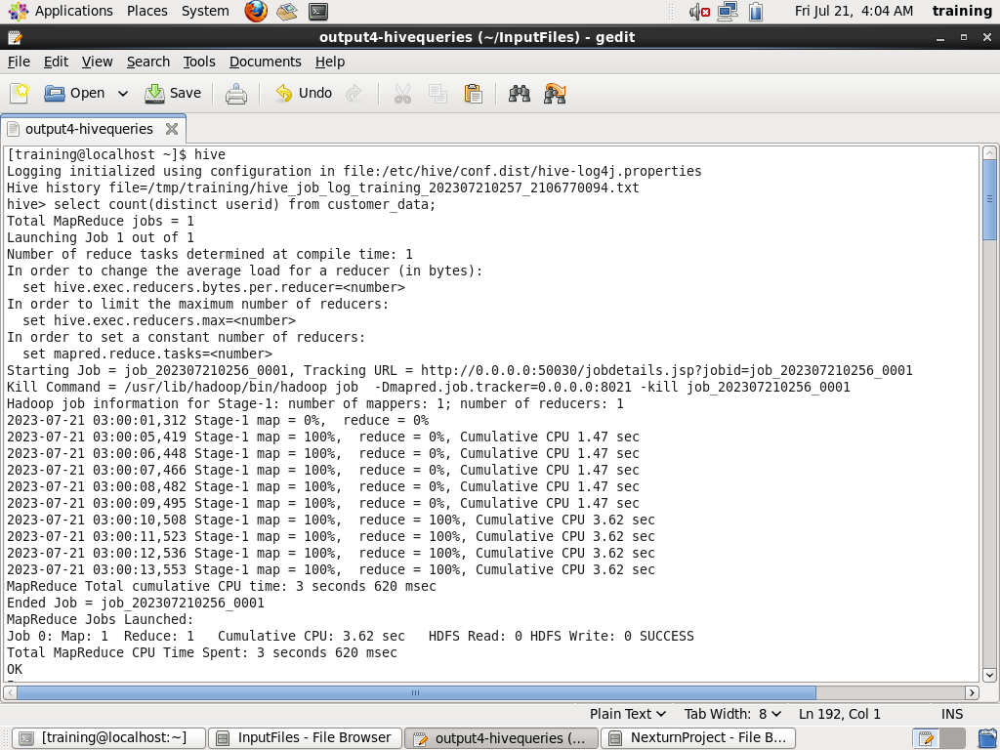 Applications Places System Fri Jul 21, 4:04 AM training
output4-hivequeries (~/InputFiles) - gedit
File Edit View Search Tools Documents Help
Open Save Undo
output4-hivequeries
[training@localhost ~]$ hive
Logging initialized using configuration in file:/etc/hive/conf.dist/hive-log4j.properties
Hive history file=/tmp/training/hive_job_log_training_202307210257_2106770094.txt
hive> select count(distinct userid) from customer_data;
Total MapReduce jobs = 1
Launching Job 1 out of 1
Number of reduce tasks determined at compile time: 1
In order to change the average load for a reducer (in bytes):
  set hive.exec.reducers.bytes.per.reducer=<number>
In order to limit the maximum number of reducers:
  set hive.exec.reducers.max=<number>
In order to set a constant number of reducers:
  set mapred.reduce.tasks=<number>
Starting Job = job_202307210256_0001, Tracking URL = http://0.0.0.0:50030/jobdetails.jsp?jobid=job_202307210256_0001
Kill Command = /usr/lib/hadoop/bin/hadoop job  -Dmapred.job.tracker=0.0.0.0:8021 -kill job_202307210256_0001
Hadoop job information for Stage-1: number of mappers: 1; number of reducers: 1
2023-07-21 03:00:01,312 Stage-1 map = 0%,  reduce = 0%
2023-07-21 03:00:05,419 Stage-1 map = 100%,  reduce = 0%, Cumulative CPU 1.47 sec
2023-07-21 03:00:06,448 Stage-1 map = 100%,  reduce = 0%, Cumulative CPU 1.47 sec
2023-07-21 03:00:07,466 Stage-1 map = 100%,  reduce = 0%, Cumulative CPU 1.47 sec
2023-07-21 03:00:08,482 Stage-1 map = 100%,  reduce = 0%, Cumulative CPU 1.47 sec
2023-07-21 03:00:09,495 Stage-1 map = 100%,  reduce = 0%, Cumulative CPU 1.47 sec
2023-07-21 03:00:10,508 Stage-1 map = 100%,  reduce = 100%, Cumulative CPU 3.62 sec
2023-07-21 03:00:11,523 Stage-1 map = 100%,  reduce = 100%, Cumulative CPU 3.62 sec
2023-07-21 03:00:12,536 Stage-1 map = 100%,  reduce = 100%, Cumulative CPU 3.62 sec
2023-07-21 03:00:13,553 Stage-1 map = 100%,  reduce = 100%, Cumulative CPU 3.62 sec
MapReduce Total cumulative CPU time: 3 seconds 620 msec
Ended Job = job_202307210256_0001
MapReduce Jobs Launched:
Job 0: Map: 1  Reduce: 1   Cumulative CPU: 3.62 sec   HDFS Read: 0 HDFS Write: 0 SUCCESS
Total MapReduce CPU Time Spent: 3 seconds 620 msec
OK
Plain Text Tab Width: 8 Ln 192, Col 1 INS
[training@localhost:~] InputFiles - File Browser output4-hivequeries (... NexturnProject - File B...